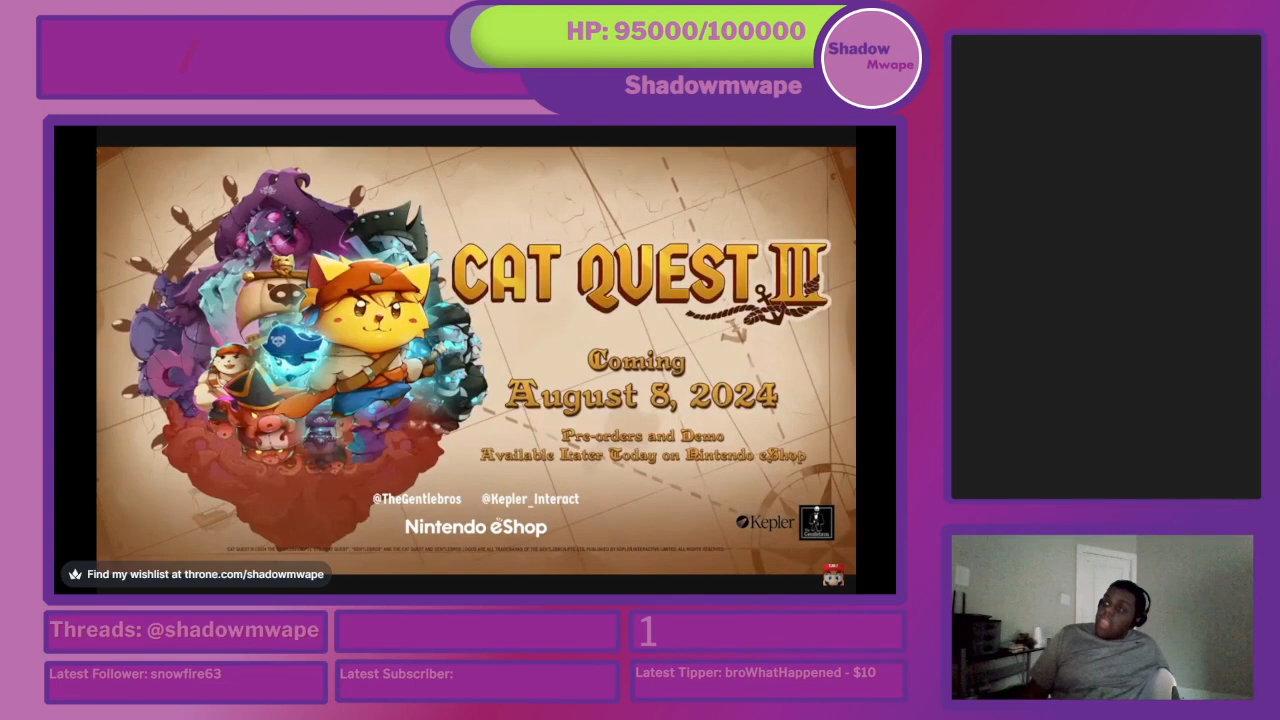 HP: 95000/100000
Shadow
Mwape
Shadowmwape
CAT QUEST III
Coming
August 8, 2024
Pre-orders and Demo
Available Later Today on Nintendo eShop
@TheGentlebros @Kepler_Interact
Nintendo eShop
Kepler
Find my wishlist at throne.com/shadowmwape
Threads: @shadowmwape
1
Latest Follower: snowfire63
Latest Subscriber:
Latest Tipper: broWhatHappened - $10